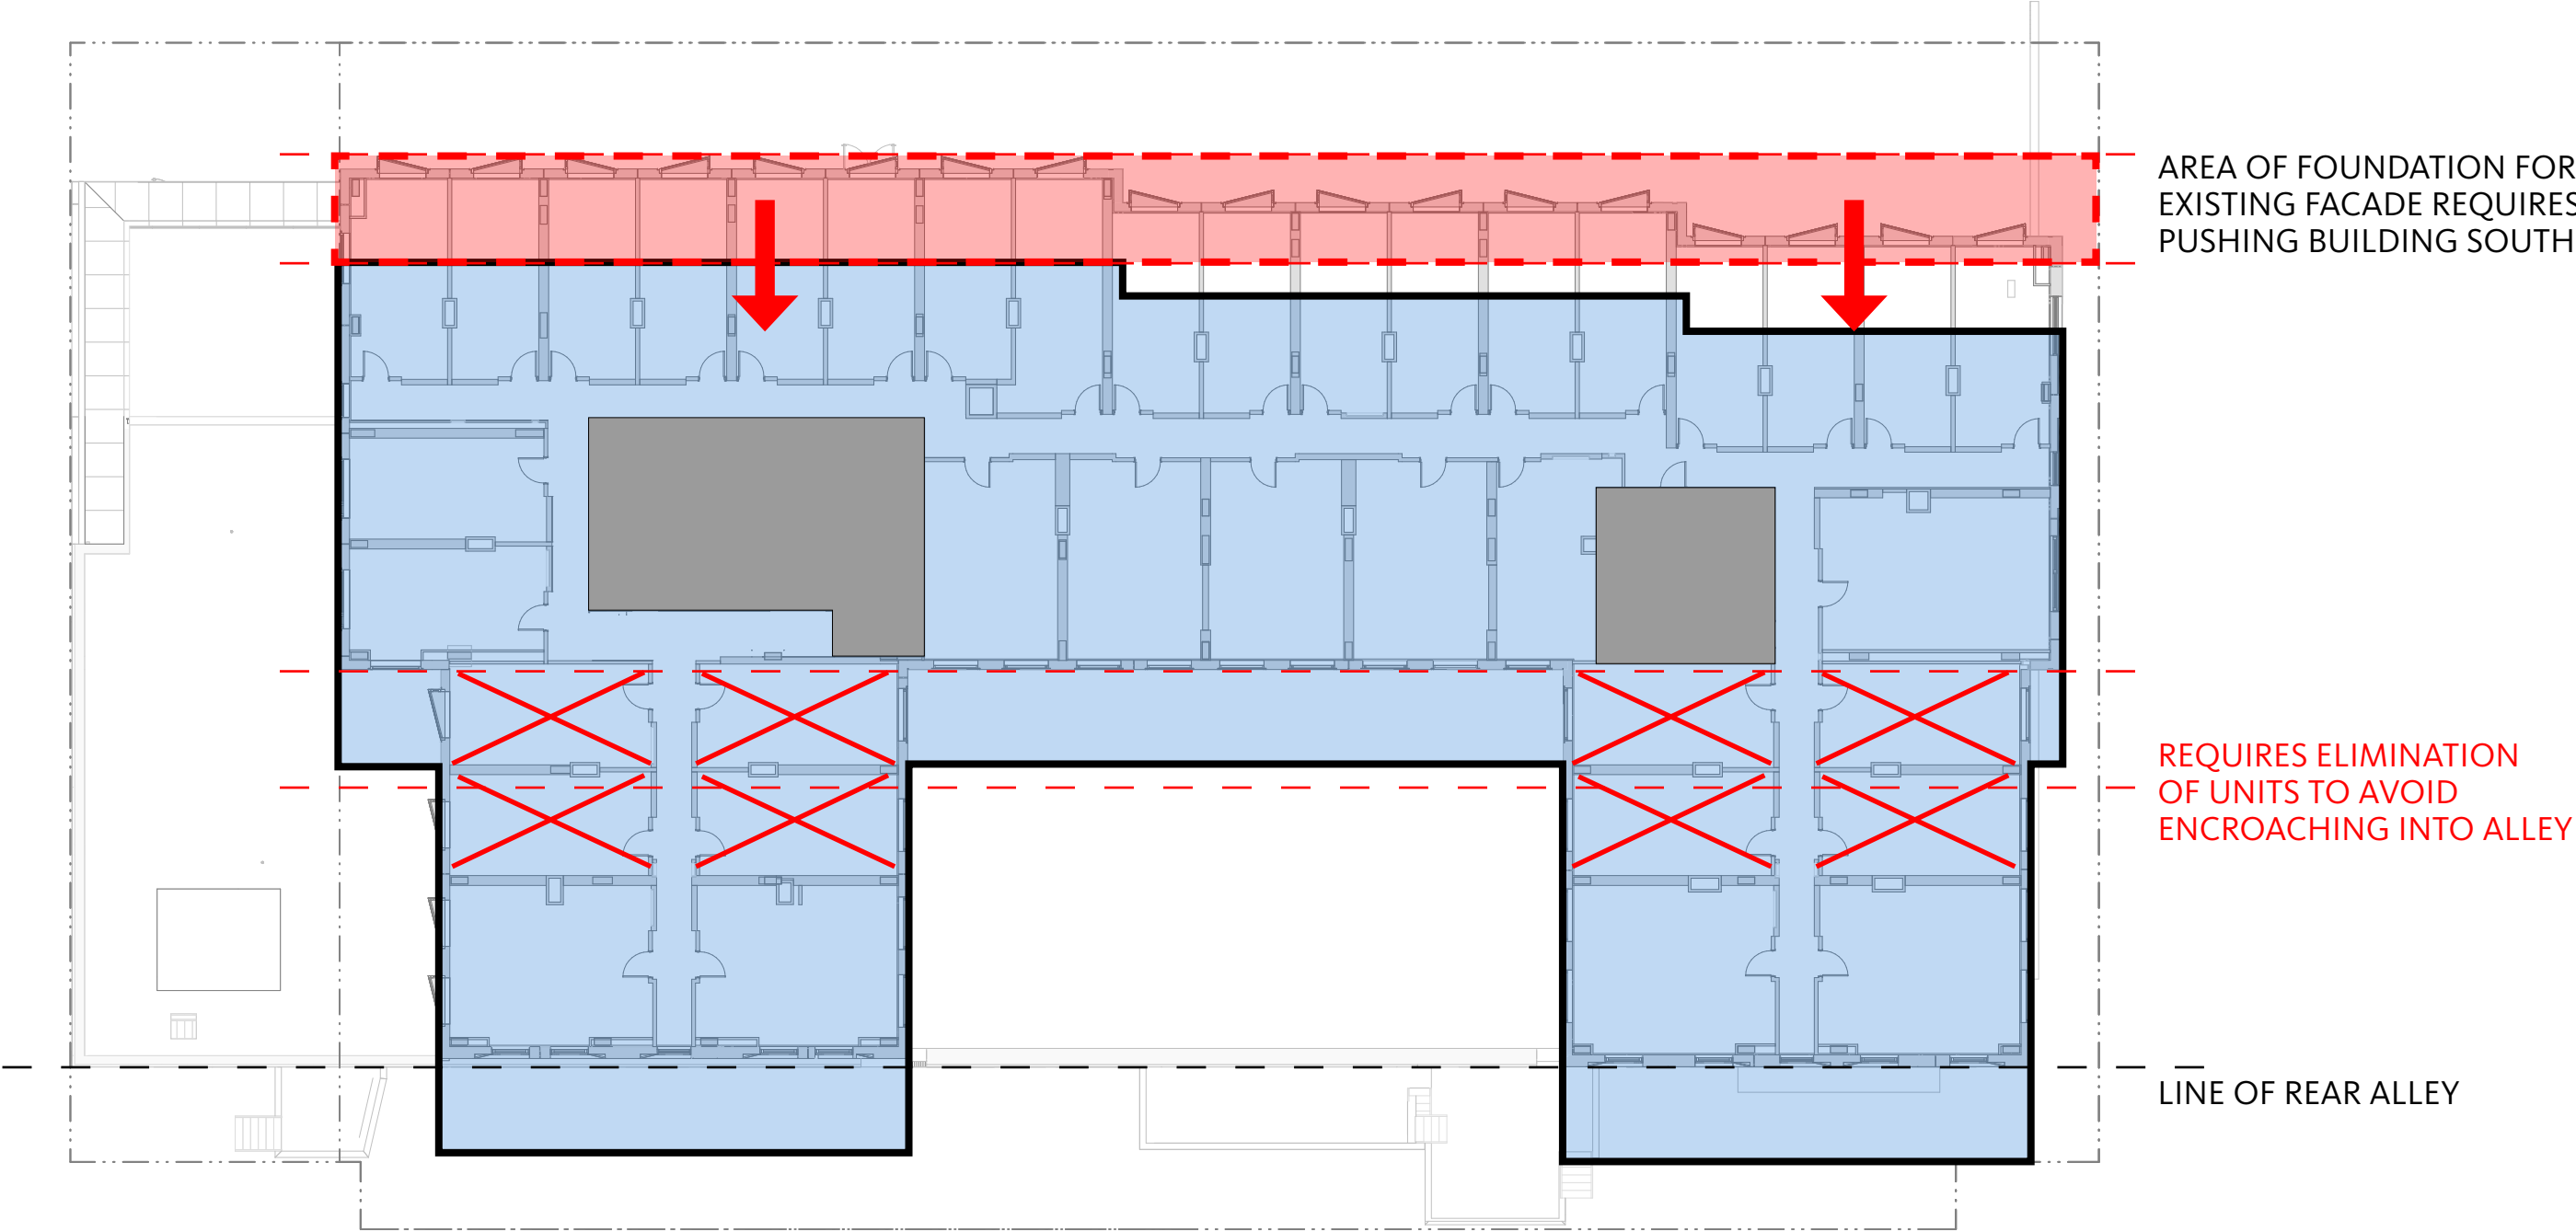 AREA OF FOUNDATION FOR
EXISTING FACADE REQUIRES
PUSHING BUILDING SOUTH
REQUIRES ELIMINATION
OF UNITS TO AVOID
ENCROACHING INTO ALLEY
LINE OF REAR ALLEY